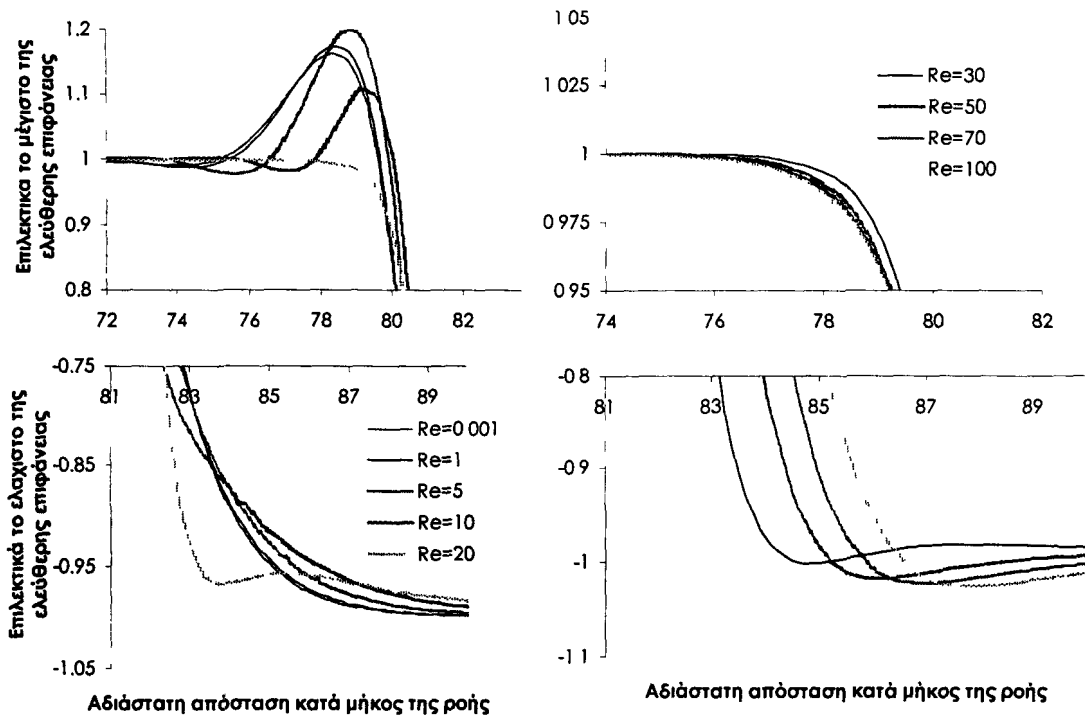 Επιλεκτικα το μέγιστο της
ελεύθερης επιφάνειας
1.2
1.1
1
0.9
0.8
72 74 76 78 80 82
1 05
1 025
1
0 975
0 95
74 76 78 80 82
Re=30
Re=50
Re=70
Re=100
Επιλεκτικά το ελαχιστο της
ελεύθερης επιφάνειας
-0.75
-0.85
-0.95
-1.05
81 83 85 87 89
Re=0 001
Re=1
Re=5
Re=10
Re=20
Αδιάστατη απόσταση κατά μήκος της ροής
-0 8
-0 9
-1
-1 1
81 83 85 87 89
Αδιάστατη απόσταση κατά μήκος της ροής